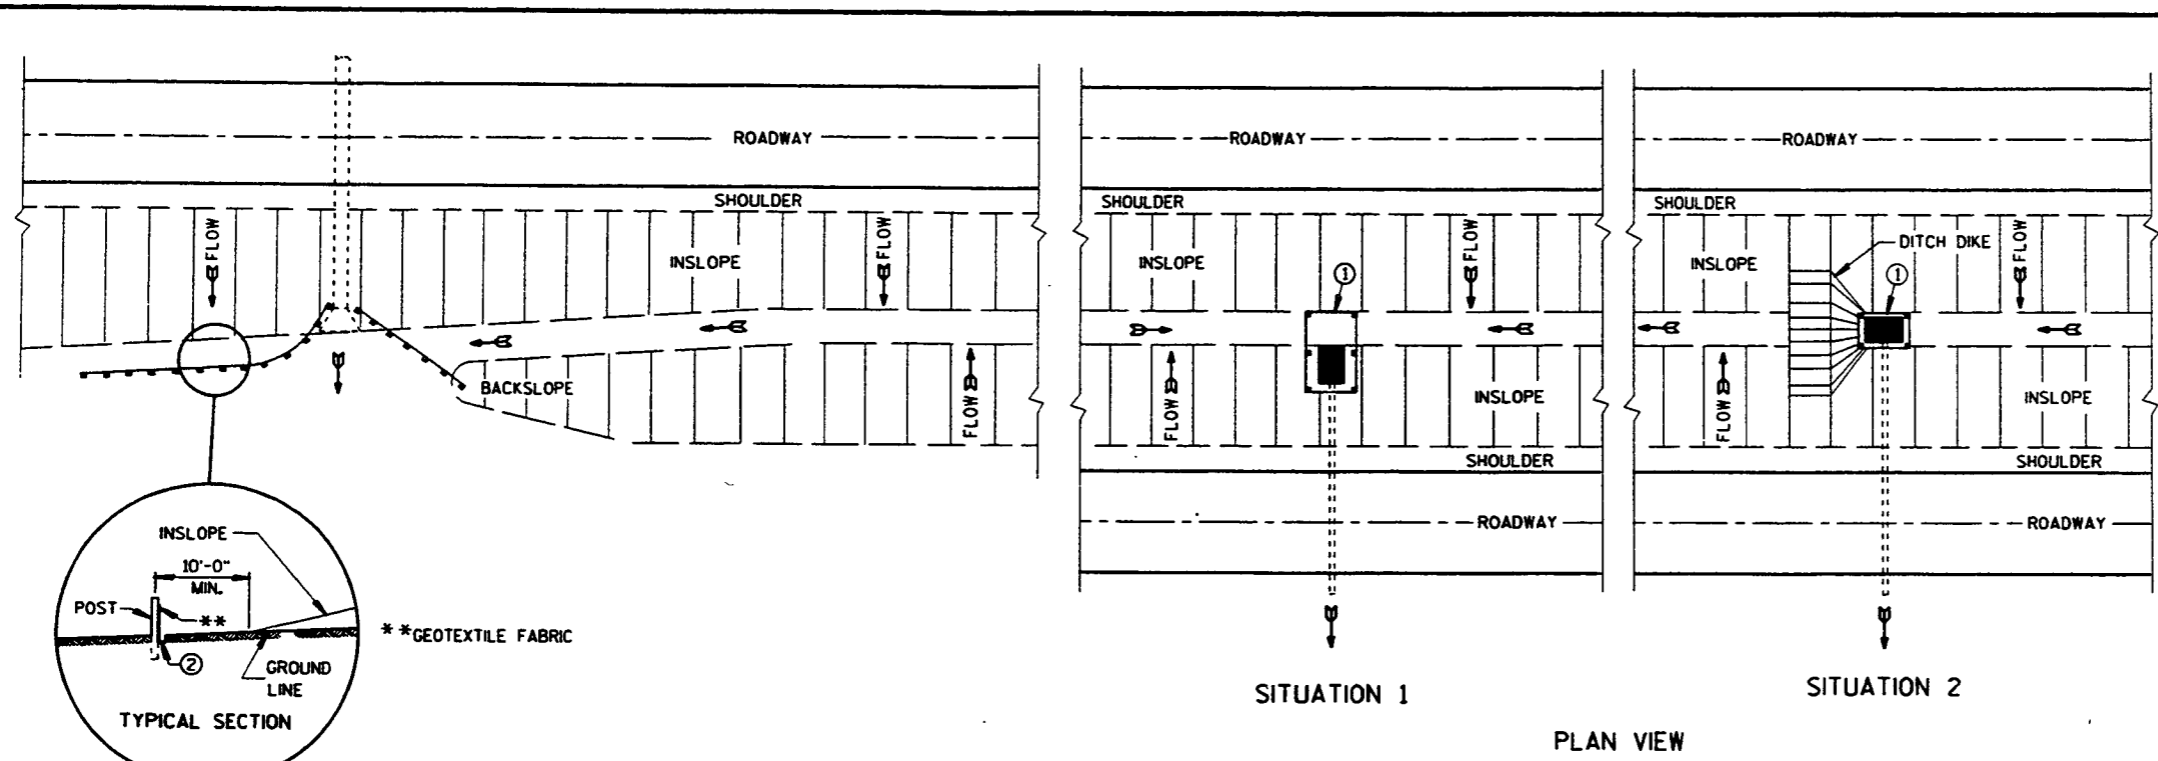 ROADWAY
SHOULDER
FLOW
INSLOPE
FLOW
BACKSLOPE
FLOW
INSLOPE
10'-0"
MIN.
POST
**
2
GROUND
LINE
TYPICAL SECTION
**GEOTEXTILE FABRIC
ROADWAY
SHOULDER
INSLOPE
1
FLOW
FLOW
INSLOPE
SHOULDER
ROADWAY
SITUATION 1
ROADWAY
SHOULDER
INSLOPE
DITCH DIKE
1
FLOW
FLOW
INSLOPE
SHOULDER
ROADWAY
SITUATION 2
PLAN VIEW